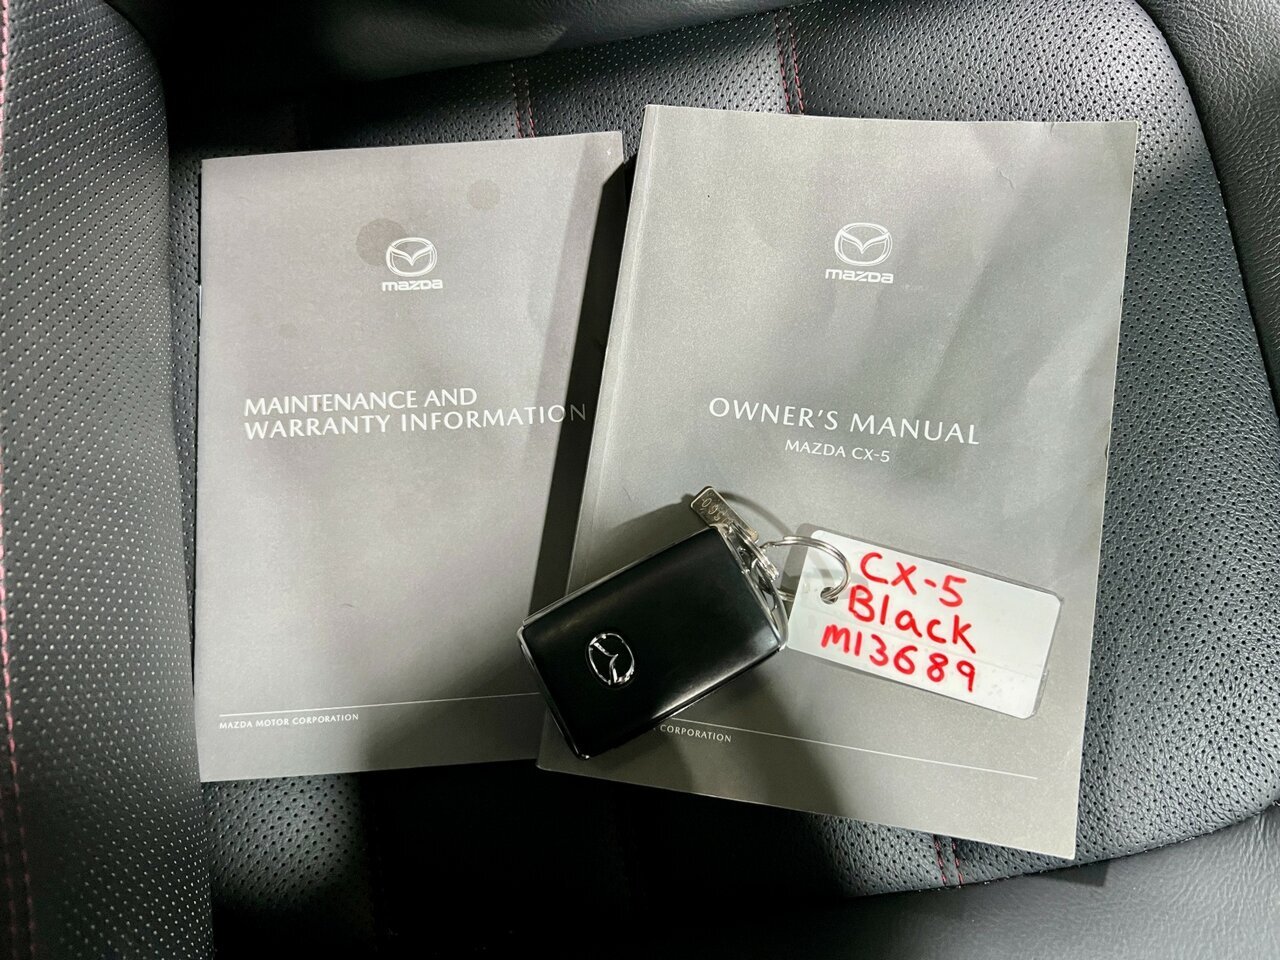 mazda
MAINTENANCE AND
WARRANTY INFORMATION
MAZDA MOTOR CORPORATION
mazda
OWNER'S MANUAL
MAZDA CX-5
CORPORATION
CX-5
Black
M13689